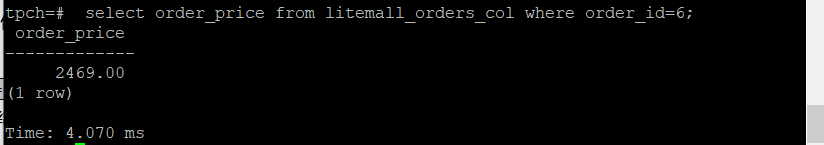 tpch=#  select order_price from litemall_orders_col where order_id=6;
 order_price
-------------
     2469.00
(1 row)

Time: 4.070 ms